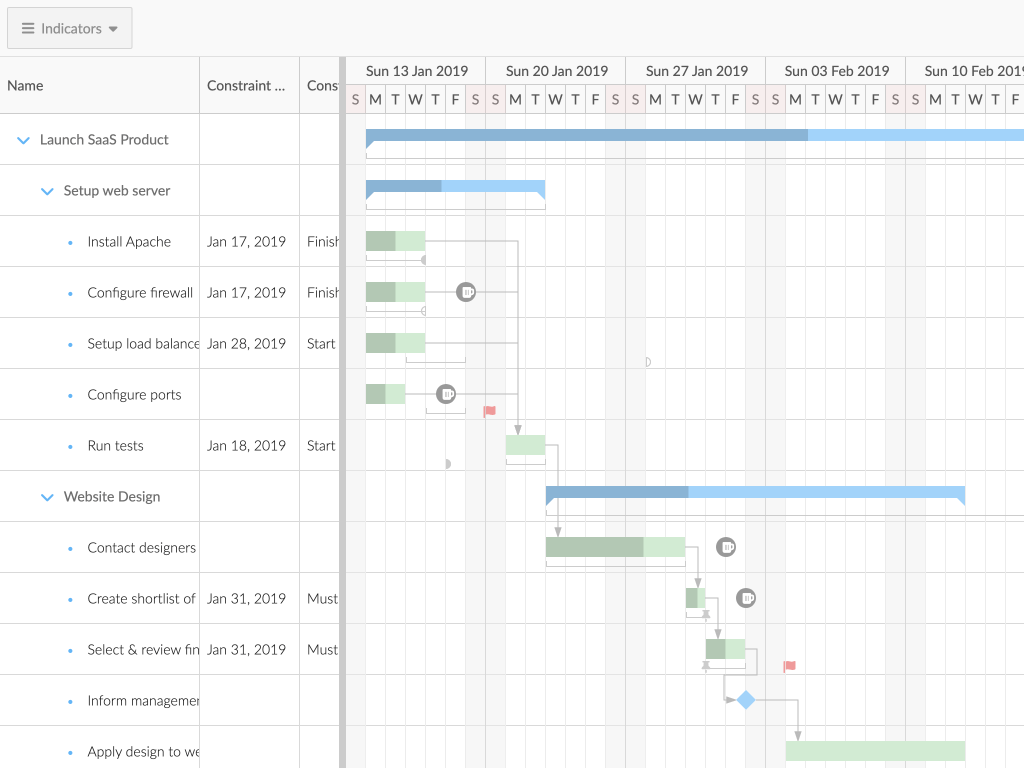 Indicators
Name
Constraint ...
Cons
Sun 13 Jan 2019
Sun 20 Jan 2019
Sun 27 Jan 2019
Sun 03 Feb 2019
Sun 10 Feb 2019
S M T W T F S S M T W T F S S M T W T F S S M T W T F S S M T W T F
Launch SaaS Product
Setup web server
Install Apache Jan 17, 2019 Finish
Configure firewall Jan 17, 2019 Finish
Setup load balance Jan 28, 2019 Start
Configure ports
Run tests Jan 18, 2019 Start
Website Design
Contact designers
Create shortlist of Jan 31, 2019 Must
Select & review fin Jan 31, 2019 Must
Inform managemen
Apply design to we